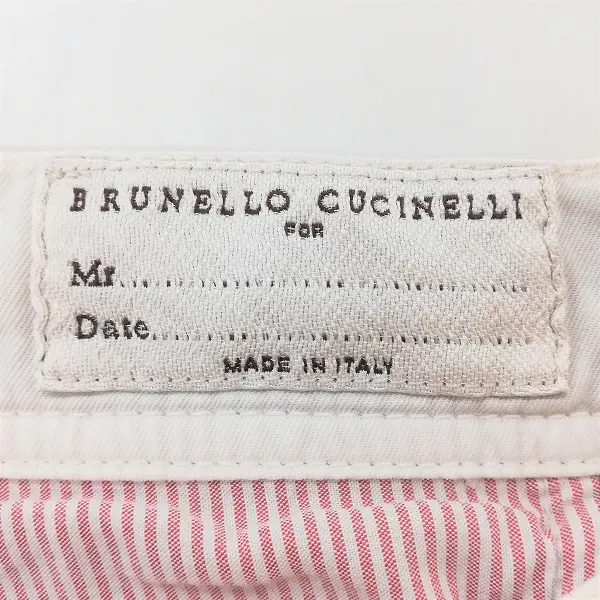 BRUNELLO CUCINELLI
FOR
Mr..............................................
Date..........................................
MADE IN ITALY